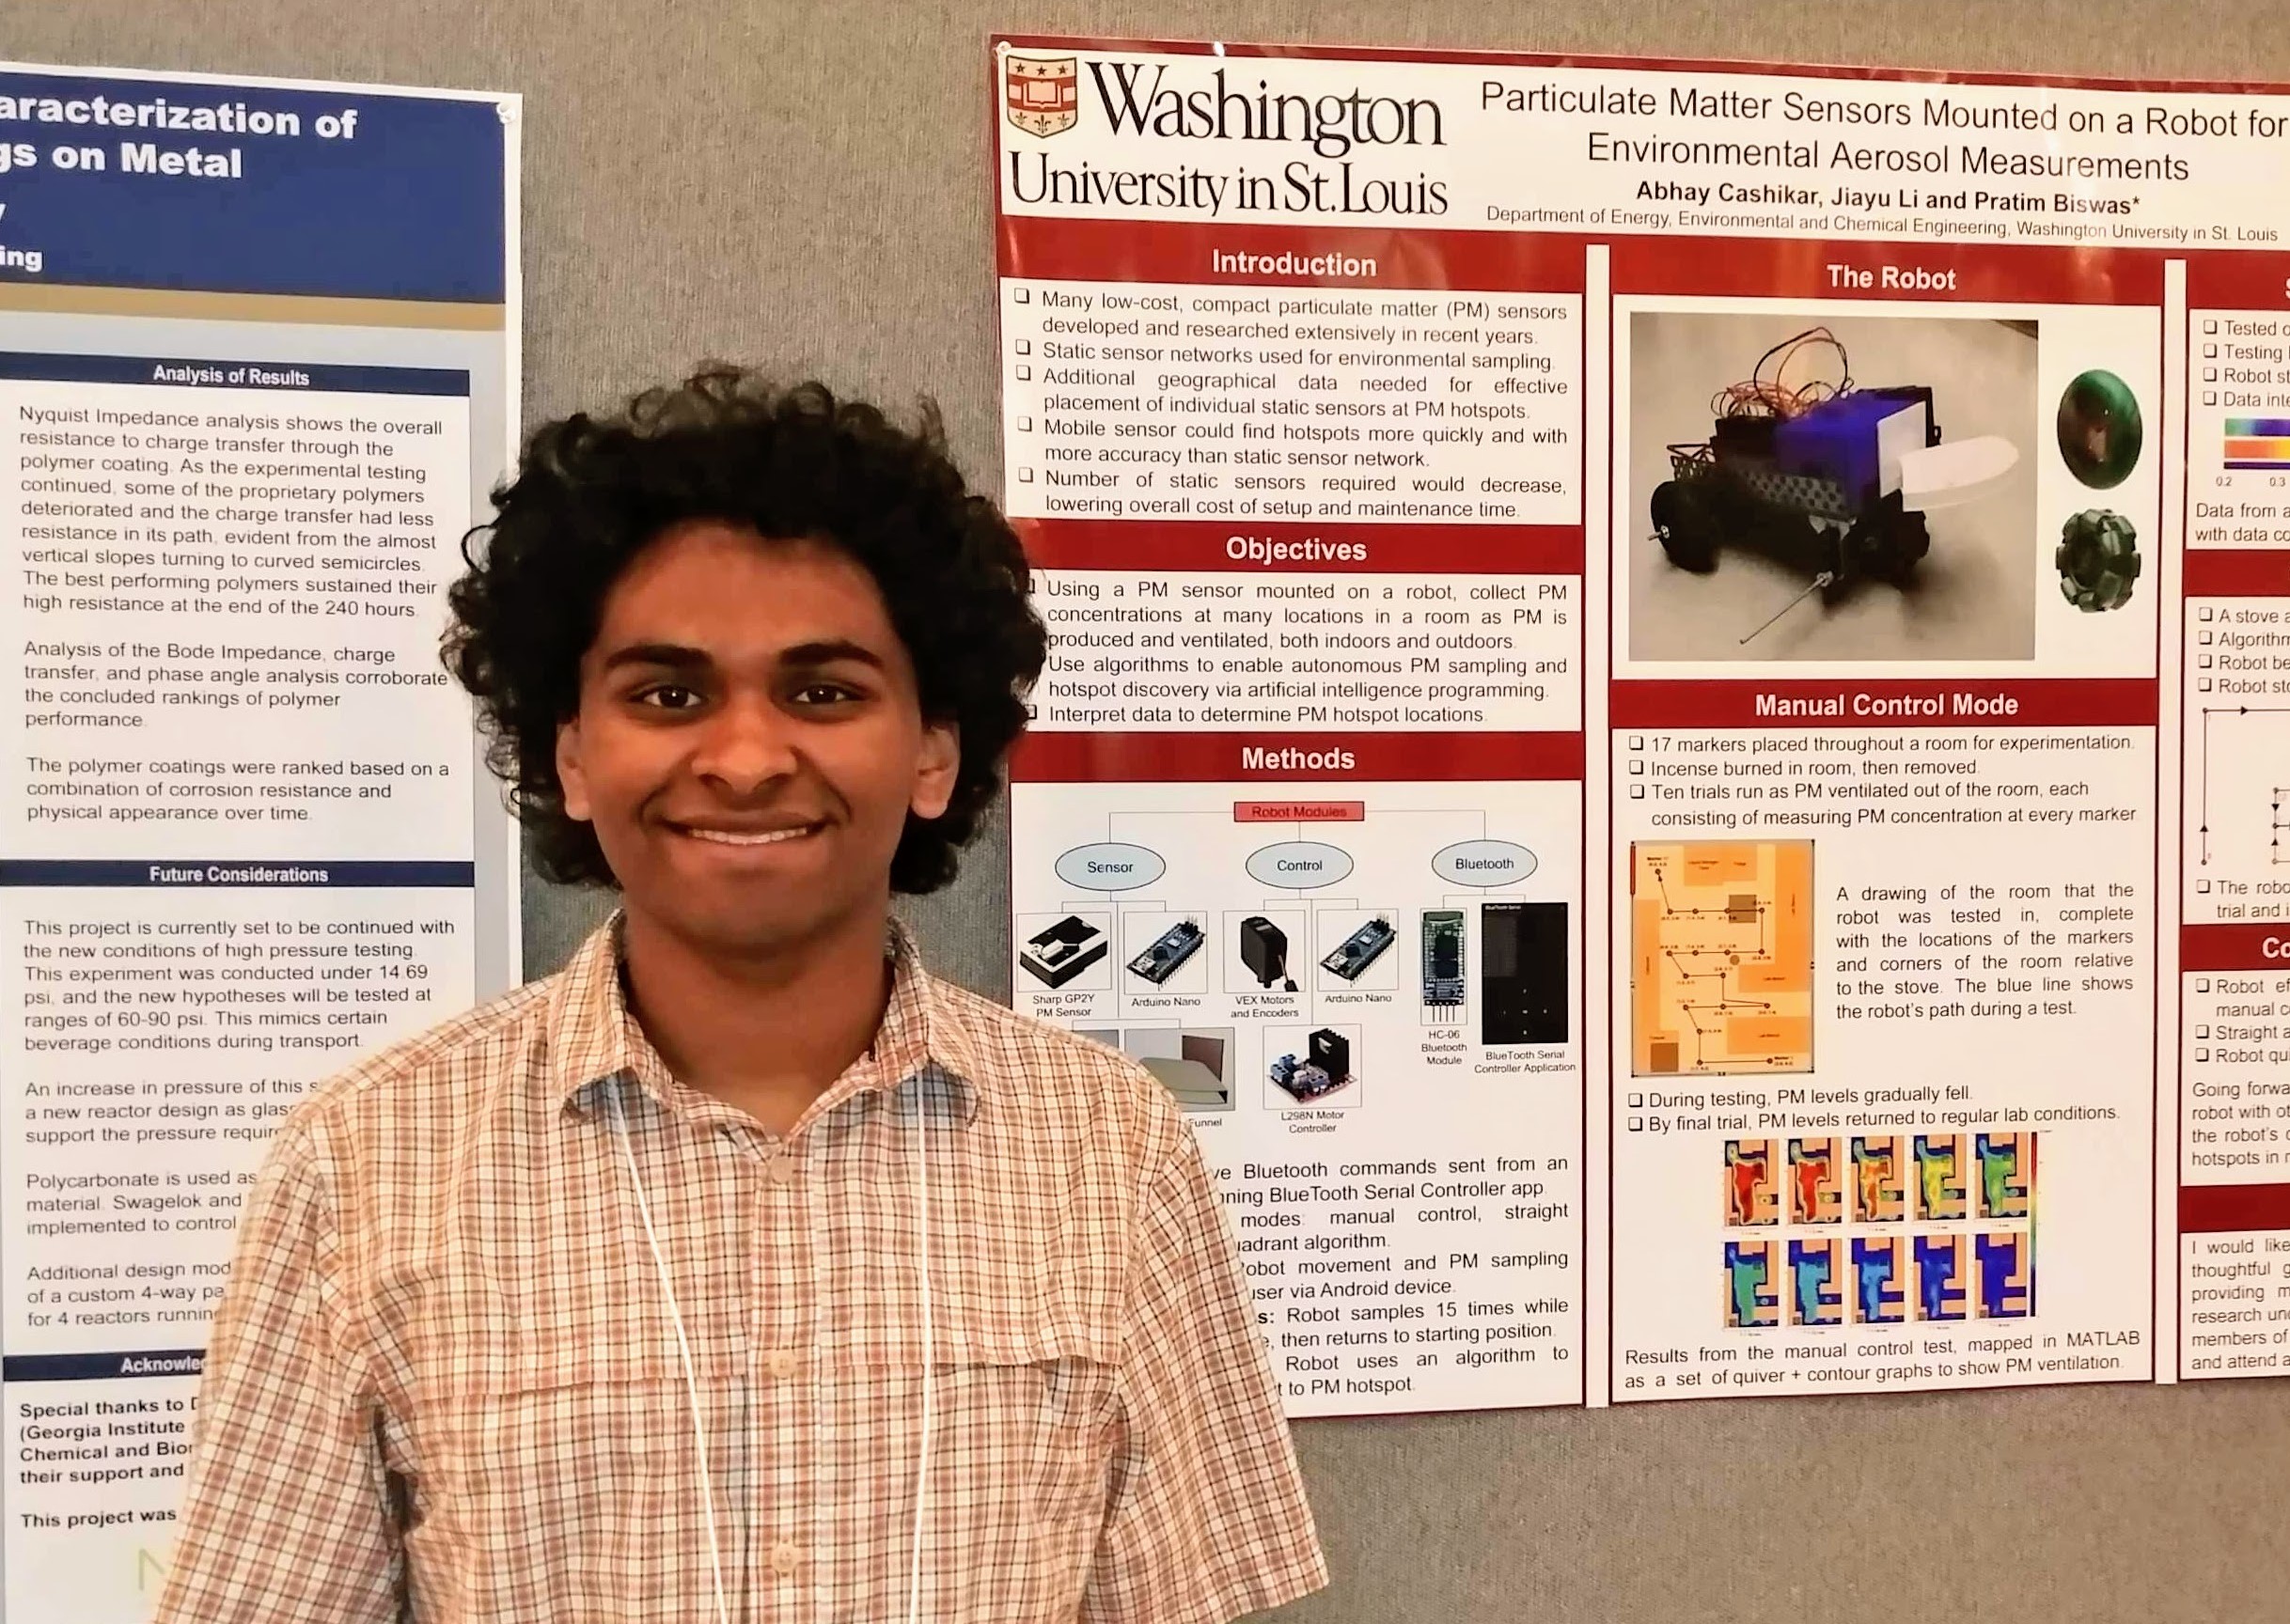 aracterization of
gs on Metal
ing
Analysis of Results
Nyquist Impedance analysis shows the overall
resistance to charge transfer through the
polymer coating. As the experimental testing
continued, some of the proprietary polymers
deteriorated and the charge transfer had less
resistance in its path, evident from the almost
vertical slopes turning to curved semicircles.
The best performing polymers sustained their
high resistance at the end of the 240 hours.
Analysis of the Bode Impedance, charge
transfer, and phase angle analysis corroborate
the concluded rankings of polymer
performance.
The polymer coatings were ranked based on a
combination of corrosion resistance and
physical appearance over time.
Future Considerations
This project is currently set to be continued with
the new conditions of high pressure testing.
This experiment was conducted under 14.69
psi, and the new hypotheses will be tested at
ranges of 60-90 psi. This mimics certain
beverage conditions during transport.
An increase in pressure of this s
a new reactor design as glas
support the pressure requir
Polycarbonate is used as
material. Swagelok and
implemented to control
Additional design mod
of a custom 4-way pa
for 4 reactors runnin
Acknowle
Special thanks to D
(Georgia Institute
Chemical and Bior
their support and
This project was
Washington
University in St. Louis
Particulate Matter Sensors Mounted on a Robot for
Environmental Aerosol Measurements
Abhay Cashikar, Jiayu Li and Pratim Biswas*
Department of Energy, Environmental and Chemical Engineering, Washington University in St. Louis
Introduction
Many low-cost, compact particulate matter (PM) sensors
developed and researched extensively in recent years.
Static sensor networks used for environmental sampling.
Additional geographical data needed for effective
placement of individual static sensors at PM hotspots.
Mobile sensor could find hotspots more quickly and with
more accuracy than static sensor network.
Number of static sensors required would decrease,
lowering overall cost of setup and maintenance time.
Objectives
Using a PM sensor mounted on a robot, collect PM
concentrations at many locations in a room as PM is
produced and ventilated, both indoors and outdoors.
Use algorithms to enable autonomous PM sampling and
hotspot discovery via artificial intelligence programming.
Interpret data to determine PM hotspot locations.
Methods
Robot Modules
Sensor
Control
Bluetooth
Sharp GP2Y
PM Sensor
Arduino Nano
VEX Motors
and Encoders
Arduino Nano
HC-06
Bluetooth
Module
BlueTooth Serial
Controller Application
Funnel
L298N Motor
Controller
ve Bluetooth commands sent from an
nning BlueTooth Serial Controller app.
modes: manual control, straight
uadrant algorithm.
obot movement and PM sampling
user via Android device.
s: Robot samples 15 times while
e, then returns to starting position.
Robot uses an algorithm to
t to PM hotspot.
The Robot
Manual Control Mode
17 markers placed throughout a room for experimentation.
Incense burned in room, then removed.
Ten trials run as PM ventilated out of the room, each
consisting of measuring PM concentration at every marker
A drawing of the room that the
robot was tested in, complete
with the locations of the markers
and corners of the room relative
to the stove. The blue line shows
the robot's path during a test.
During testing, PM levels gradually fell.
By final trial, PM levels returned to regular lab conditions.
Results from the manual control test, mapped in MATLAB
as a set of quiver + contour graphs to show PM ventilation.
Tested o
Testing
Robot st
Data inte
0.2 0.3
Data from a
with data co
A stove a
Algorithm
Robot be
Robot sto
The robo
trial and i
Co
Robot ef
manual c
Straight a
Robot qui
Going forwa
robot with ot
the robot's c
hotspots in r
I would like
thoughtful g
providing m
research und
members of
and attend a